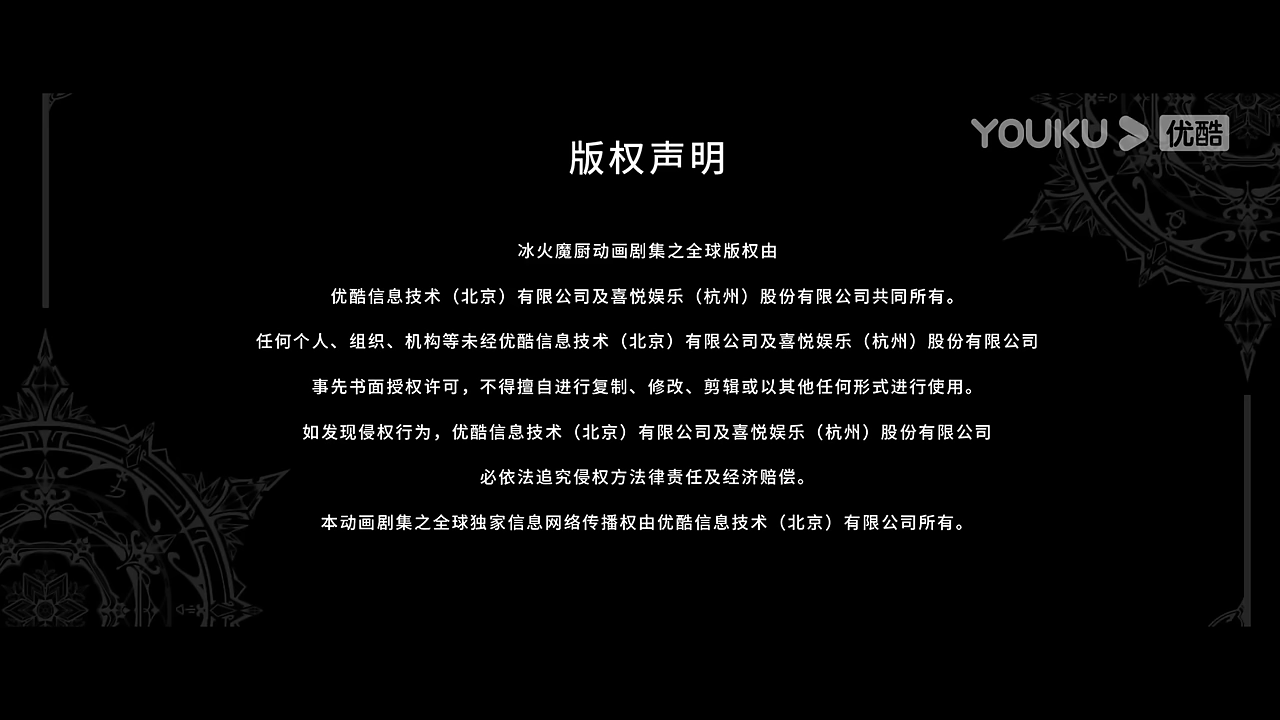 YOUKU 优酷
版权声明
冰火魔厨动画剧集之全球版权由
优酷信息技术（北京）有限公司及喜悦娱乐（杭州）股份有限公司共同所有。
任何个人、组织、机构等未经优酷信息技术（北京）有限公司及喜悦娱乐（杭州）股份有限公司
事先书面授权许可，不得擅自进行复制、修改、剪辑或以其他任何形式进行使用。
如发现侵权行为，优酷信息技术（北京）有限公司及喜悦娱乐（杭州）股份有限公司
必依法追究侵权方法律责任及经济赔偿。
本动画剧集之全球独家信息网络传播权由优酷信息技术（北京）有限公司所有。